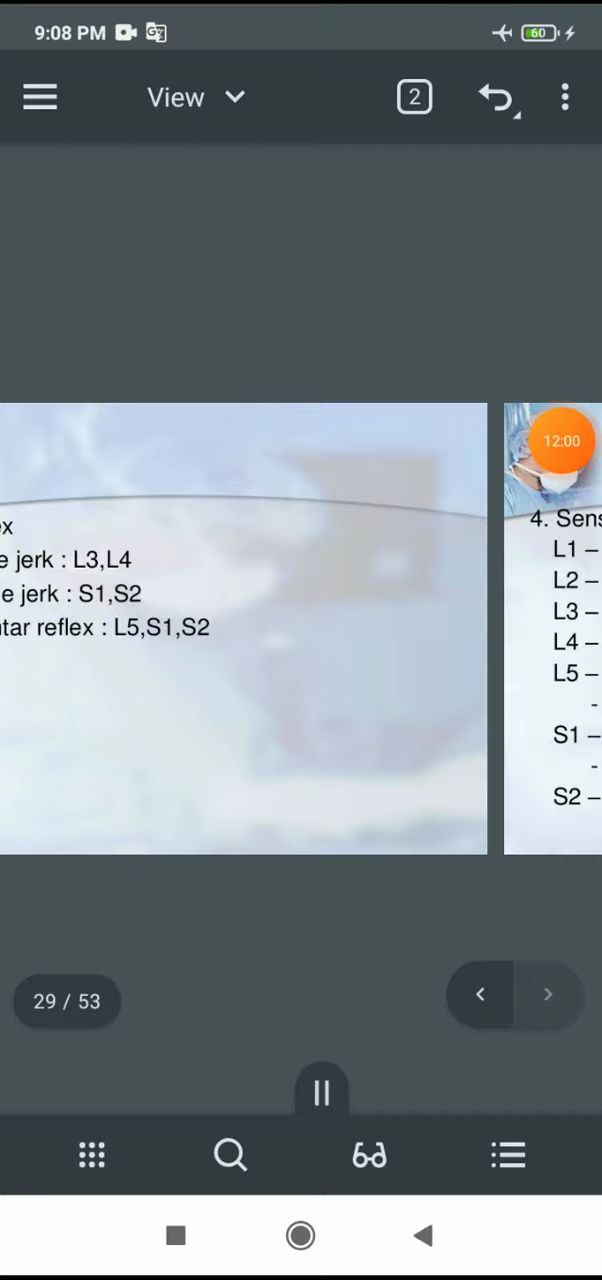 9:08 PM
60
View
2
12:00
ex
e jerk : L3,L4
e jerk : S1,S2
ntar reflex : L5,S1,S2
4. Sens
L1 –
L2 –
L3 –
L4 –
L5 –
-
S1 –
-
S2 –
29 / 53